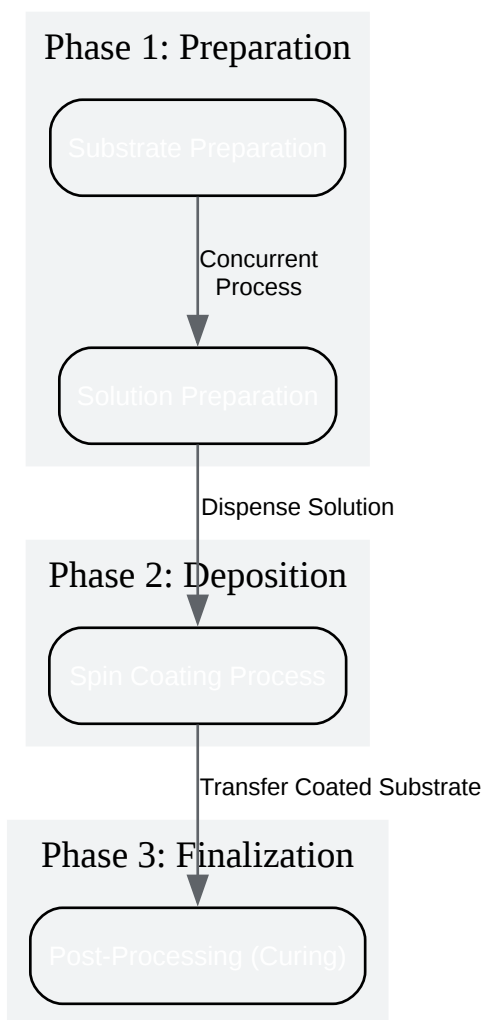 Phase 1: Preparation
Substrate Preparation
Concurrent
Process
Solution Preparation
Dispense Solution
Phase 2: Deposition
Spin Coating Process
Transfer Coated Substrate
Phase 3: Finalization
Post-Processing (Curing)